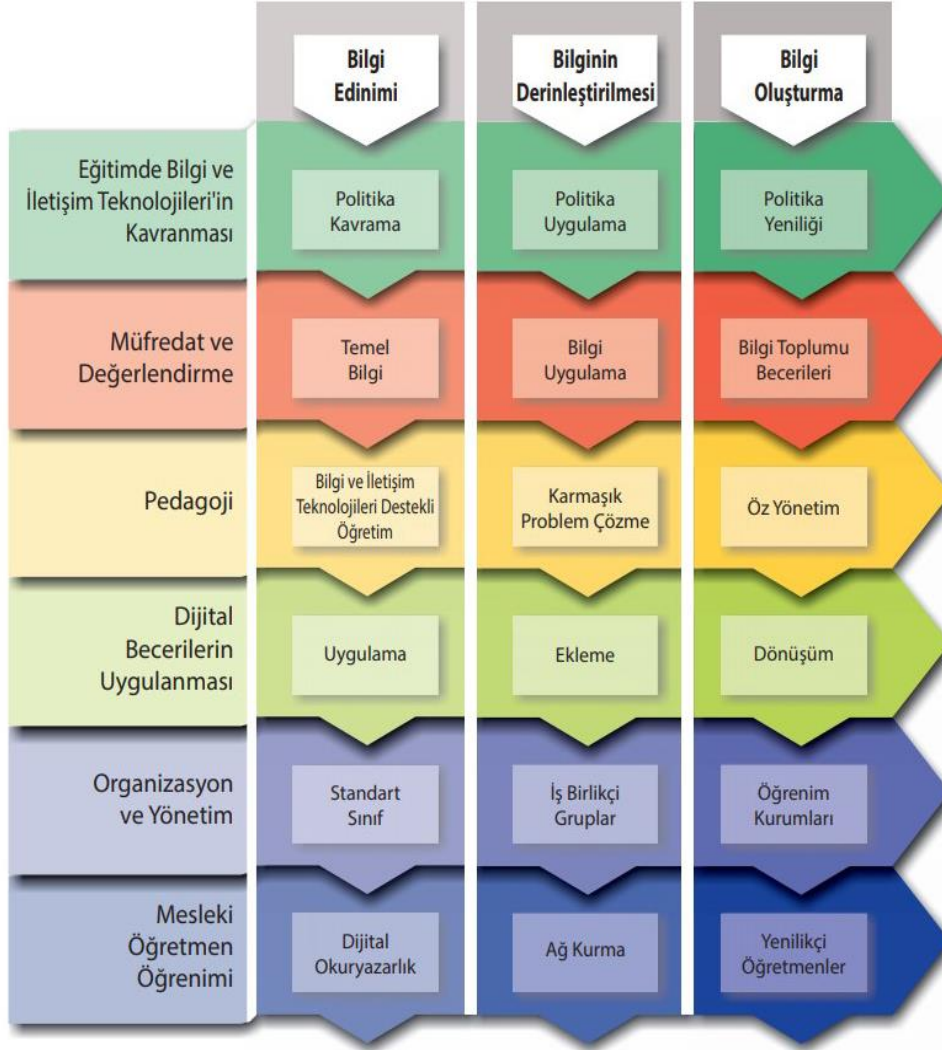 Bilgi
Edinimi
Bilginin
Derinleştirilmesi
Bilgi
Oluşturma
Eğitimde Bilgi ve
İletişim Teknolojileri'in
Kavranması
Politika
Kavrama
Politika
Uygulama
Politika
Yeniliği
Müfredat ve
Değerlendirme
Temel
Bilgi
Bilgi
Uygulama
Bilgi Toplumu
Becerileri
Pedagoji
Bilgi ve İletişim
Teknolojileri Destekli
Öğretim
Karmaşık
Problem Çözme
Öz Yönetim
Dijital
Becerilerin
Uygulanması
Uygulama
Ekleme
Dönüşüm
Organizasyon
ve Yönetim
Standart
Sınıf
İş Birlikçi
Gruplar
Öğrenim
Kurumları
Mesleki
Öğretmen
Öğrenimi
Dijital
Okuryazarlık
Ağ Kurma
Yenilikçi
Öğretmenler